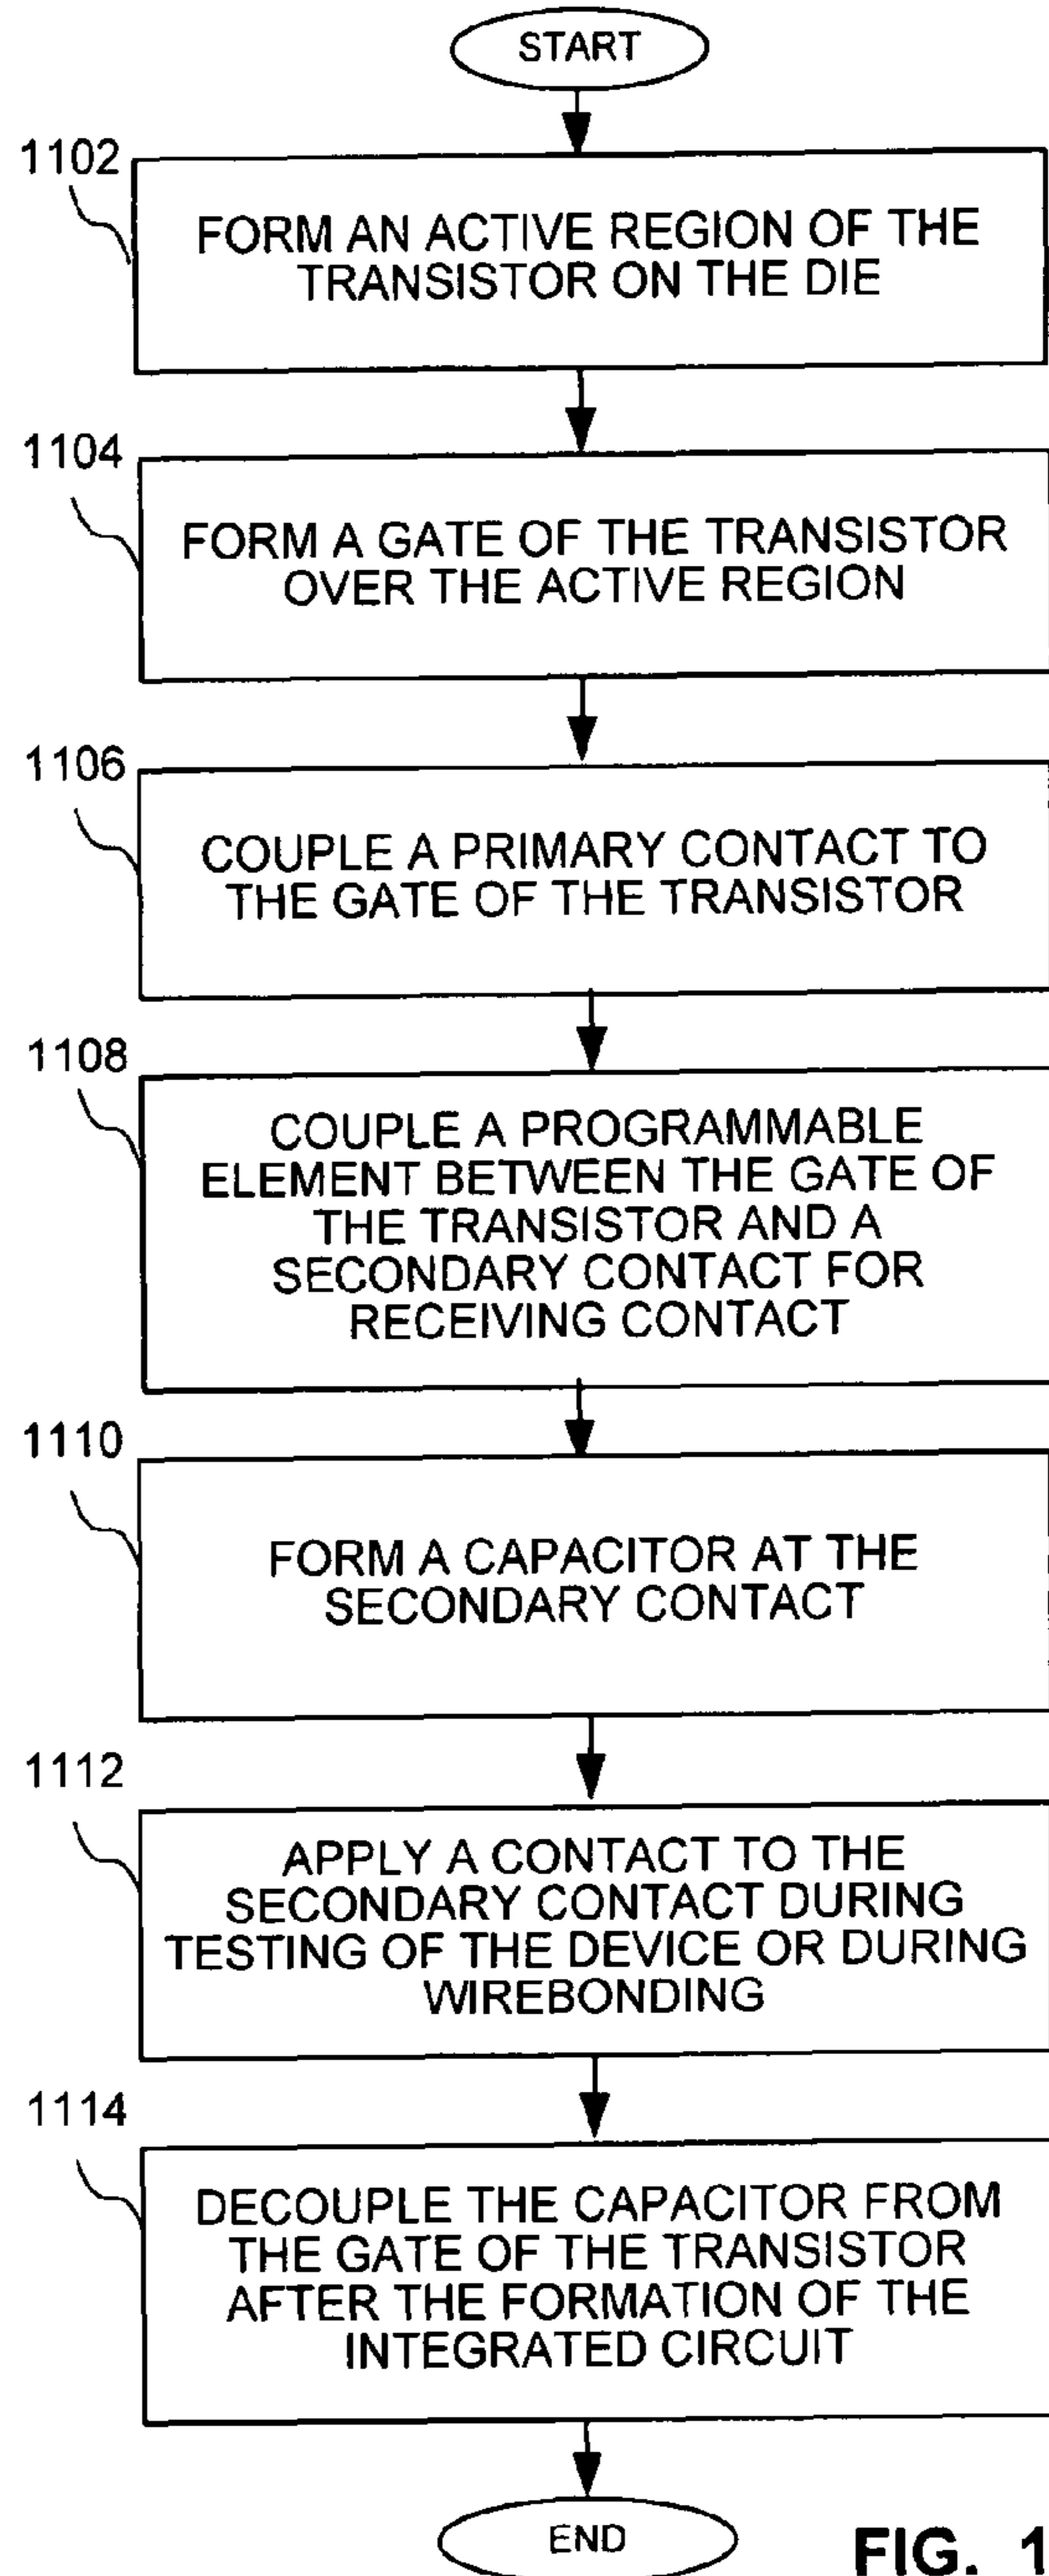 START
1102
FORM AN ACTIVE REGION OF THE
TRANSISTOR ON THE DIE
1104
FORM A GATE OF THE TRANSISTOR
OVER THE ACTIVE REGION
1106
COUPLE A PRIMARY CONTACT TO
THE GATE OF THE TRANSISTOR
1108
COUPLE A PROGRAMMABLE
ELEMENT BETWEEN THE GATE OF
THE TRANSISTOR AND A
SECONDARY CONTACT FOR
RECEIVING CONTACT
1110
FORM A CAPACITOR AT THE
SECONDARY CONTACT
1112
APPLY A CONTACT TO THE
SECONDARY CONTACT DURING
TESTING OF THE DEVICE OR DURING
WIREBONDING
1114
DECOUPLE THE CAPACITOR FROM
THE GATE OF THE TRANSISTOR
AFTER THE FORMATION OF THE
INTEGRATED CIRCUIT
END
FIG. 1